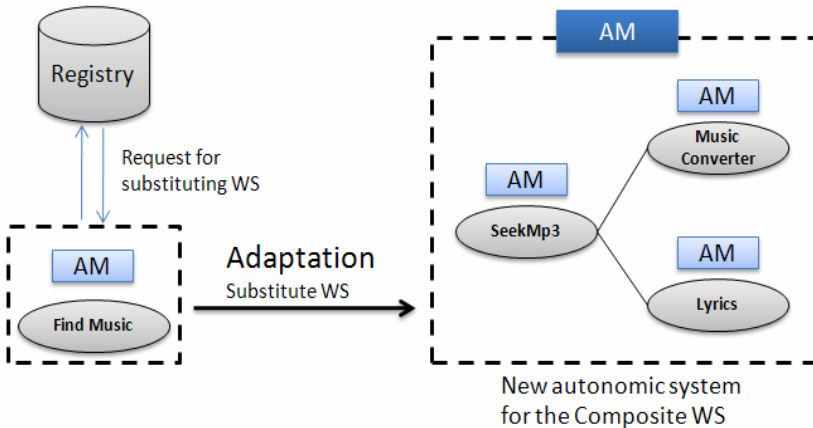 Registry
Request for
substituting WS
AM
Find Music
Adaptation
Substitute WS
AM
AM
Music
Converter
AM
SeekMp3
AM
Lyrics
New autonomic system
for the Composite WS